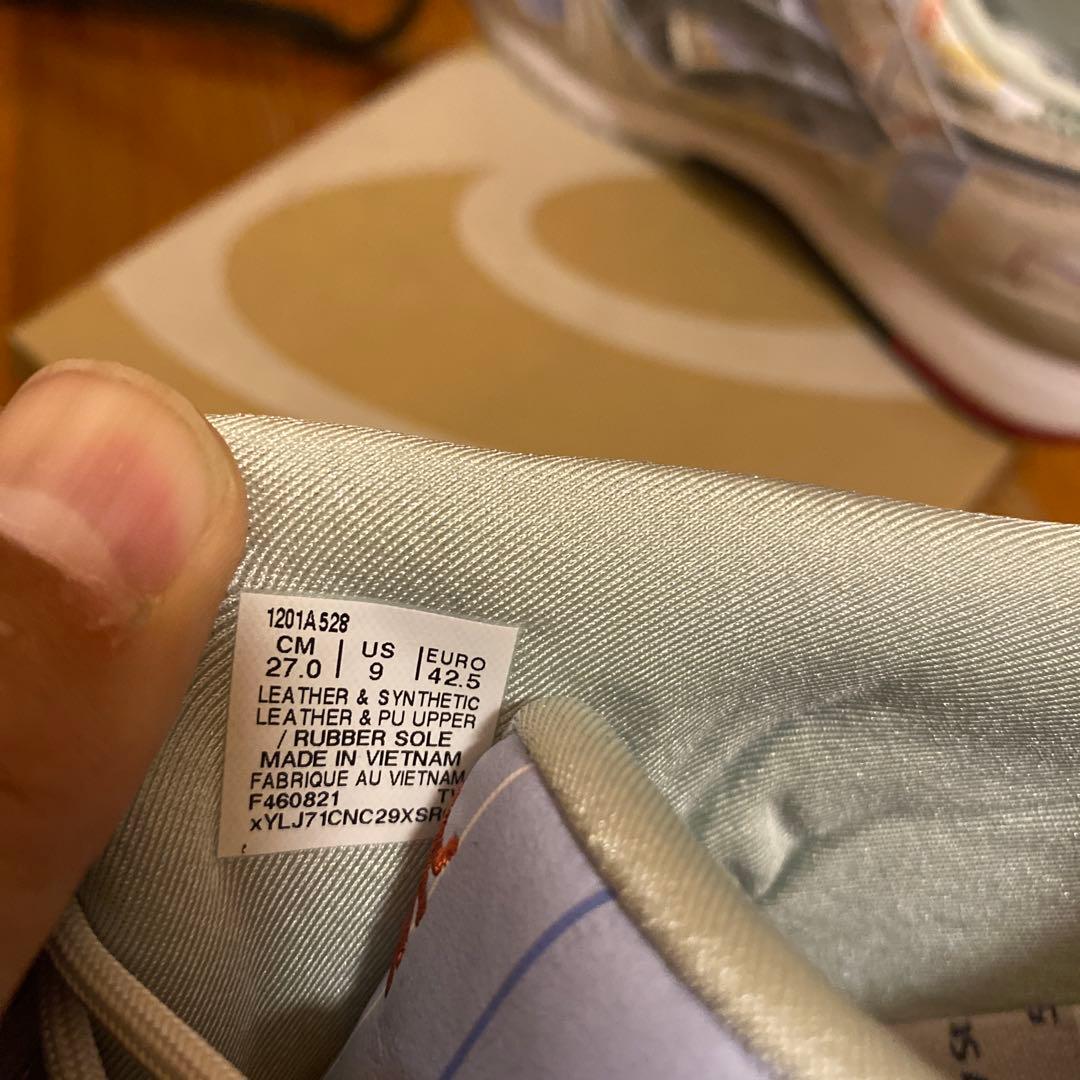 1201A528
CM | US | EURO
27.0 | 9 | 42.5
LEATHER & SYNTHETIC
LEATHER & PU UPPER
/ RUBBER SOLE
MADE IN VIETNAM
FABRIQUE AU VIETNAM
F460821
xYLJ71CNC29XSR